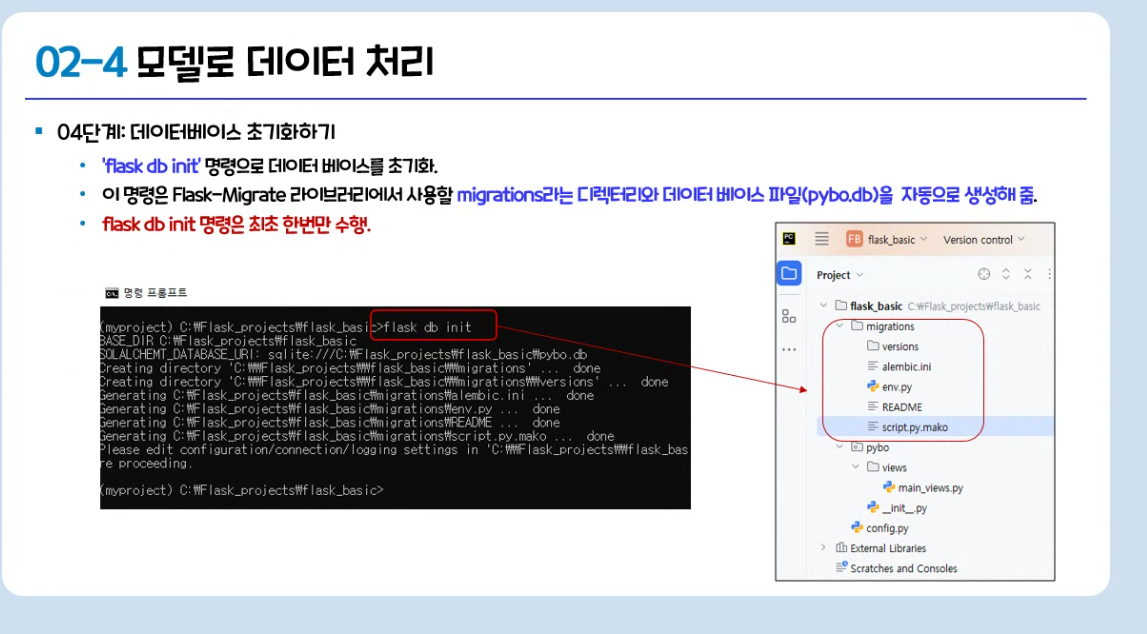 02-4 모델로 데이터 처리
04단계: 데이터베이스 초기화하기
'flask db init' 명령으로 데이터 베이스를 초기화.
이 명령은 Flask-Migrate 라이브러리에서 사용할 migrations라는 디렉터리와 데이터 베이스 파일(pybo.db)을 자동으로 생성해 줌.
flask db init 명령은 최초 한번만 수행.
명령 프롬프트
(myproject) C:₩Flask_projects₩flask_basic>flask db init
BASE_DIR C:₩Flask_projects₩flask_basic
SQLALCHEMT_DATABASE_URI: sqlite:///C:₩Flask_projects₩flask_basic₩pybo.db
Creating directory 'C:₩₩Flask_projects₩₩flask_basic₩₩migrations' ... done
Creating directory 'C:₩₩Flask_projects₩₩flask_basic₩₩migrations₩₩versions' ... done
Generating C:₩Flask_projects₩flask_basic₩migrations₩alembic.ini ... done
Generating C:₩Flask_projects₩flask_basic₩migrations₩env.py ... done
Generating C:₩Flask_projects₩flask_basic₩migrations₩README ... done
Generating C:₩Flask_projects₩flask_basic₩migrations₩script.py.mako ... done
Please edit configuration/connection/logging settings in 'C:₩₩Flask_projects₩₩flask_bas
re proceeding.
(myproject) C:₩Flask_projects₩flask_basic>
PC
FB flask_basic Version control
Project
flask_basic C:₩Flask_projects₩flask_basic
migrations
versions
alembic.ini
env.py
README
script.py.mako
pybo
views
main_views.py
__init__.py
config.py
External Libraries
Scratches and Consoles